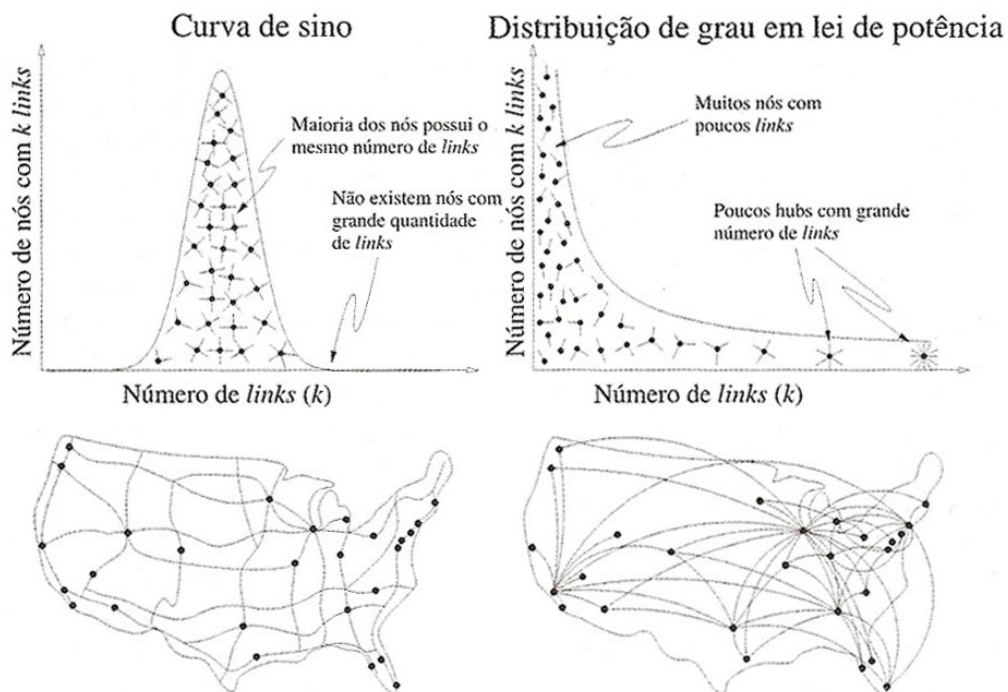 Curva de sino
Número de nós com k links
Maioria dos nós possui o
mesmo número de links
Não existem nós com
grande quantidade
de links
Número de links (k)
Distribuição de grau em lei de potência
Número de nós com k links
Muitos nós com
poucos links
Poucos hubs com grande
número de links
Número de links (k)